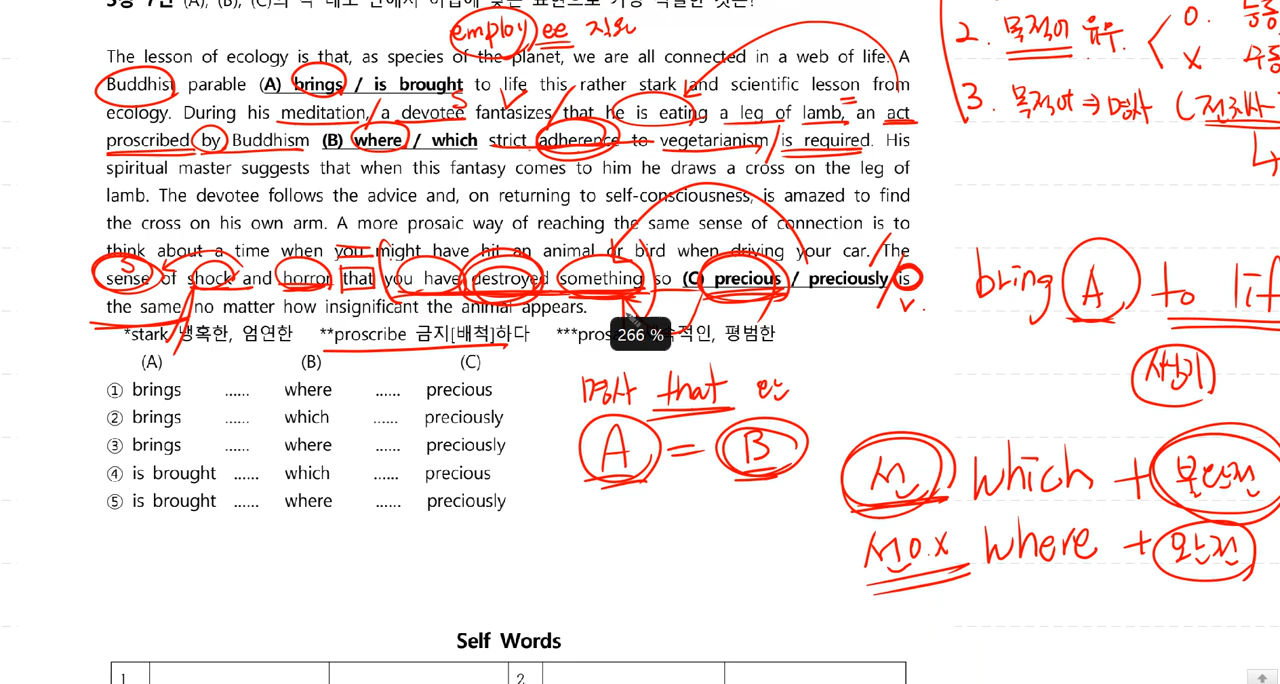 employee 직원
The lesson of ecology is that, as species of the planet, we are all connected in a web of life. A
Buddhist parable (A) brings / is brought to life this rather stark and scientific lesson from
ecology. During his meditation, a devotee fantasizes that he is eating a leg of lamb, an act
proscribed by Buddhism (B) where / which strict adherence to vegetarianism is required. His
spiritual master suggests that when this fantasy comes to him he draws a cross on the leg of
lamb. The devotee follows the advice and, on returning to self-consciousness, is amazed to find
the cross on his own arm. A more prosaic way of reaching the same sense of connection is to
think about a time when you might have hit an animal or bird when driving your car. The
sense of shock and horror that you have destroyed something so (C) precious / preciously is
the same, no matter how insignificant the animal appears.
*stark 냉혹한, 엄연한 **proscribe 금지[배척]하다 평범한
266 %
(A) (B) (C)
① brings ...... where ...... precious
② brings ...... which ...... preciously
③ brings ...... where ...... preciously
④ is brought ...... which ...... precious
⑤ is brought ...... where ...... preciously
S
S
V
2. 목적어 유무
O.
X
3. 목적어 ⇒ 명사
bring A to
명사 that 완
A = B
선 which + 불완전
선 o.x where + 완전
Self Words
1 2